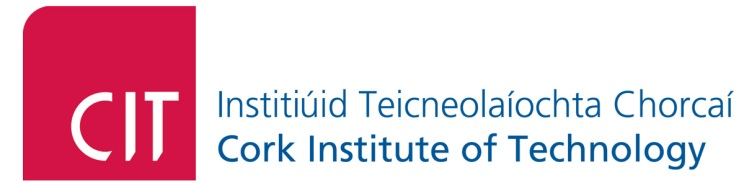 CIT
Institiúid Teicneolaíochta Chorcaí
Cork Institute of Technology